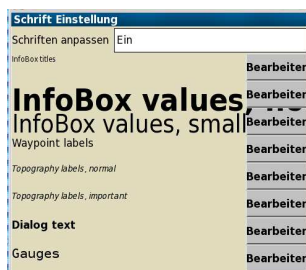 Schrift Einstellung
Schriften anpassen Ein
InfoBox titles
Bearbeiten
InfoBox values,
Bearbeiten
InfoBox values, small
Bearbeiten
Waypoint labels
Bearbeiten
Topography labels, normal
Bearbeiten
Topography labels, important
Bearbeiten
Dialog text
Bearbeiten
Gauges
Bearbeiten